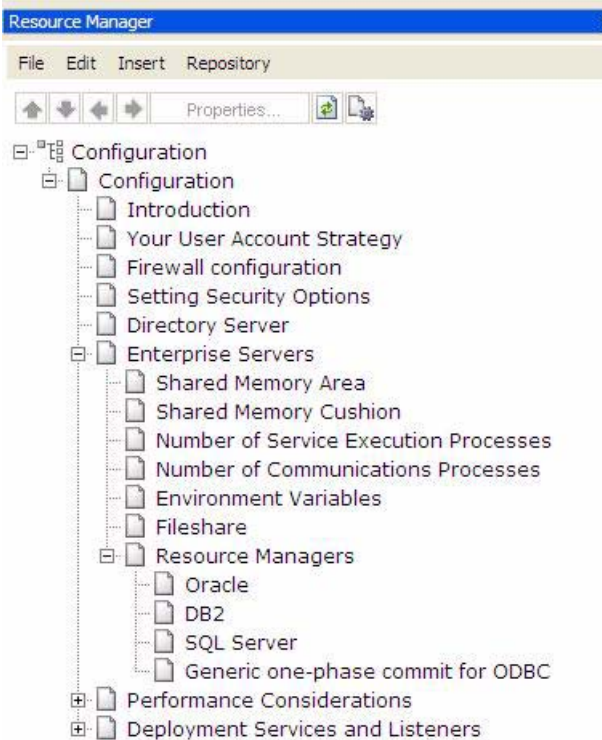 Resource Manager
File Edit Insert Repository
Properties...
Configuration
Configuration
Introduction
Your User Account Strategy
Firewall configuration
Setting Security Options
Directory Server
Enterprise Servers
Shared Memory Area
Shared Memory Cushion
Number of Service Execution Processes
Number of Communications Processes
Environment Variables
Fileshare
Resource Managers
Oracle
DB2
SQL Server
Generic one-phase commit for ODBC
Performance Considerations
Deployment Services and Listeners